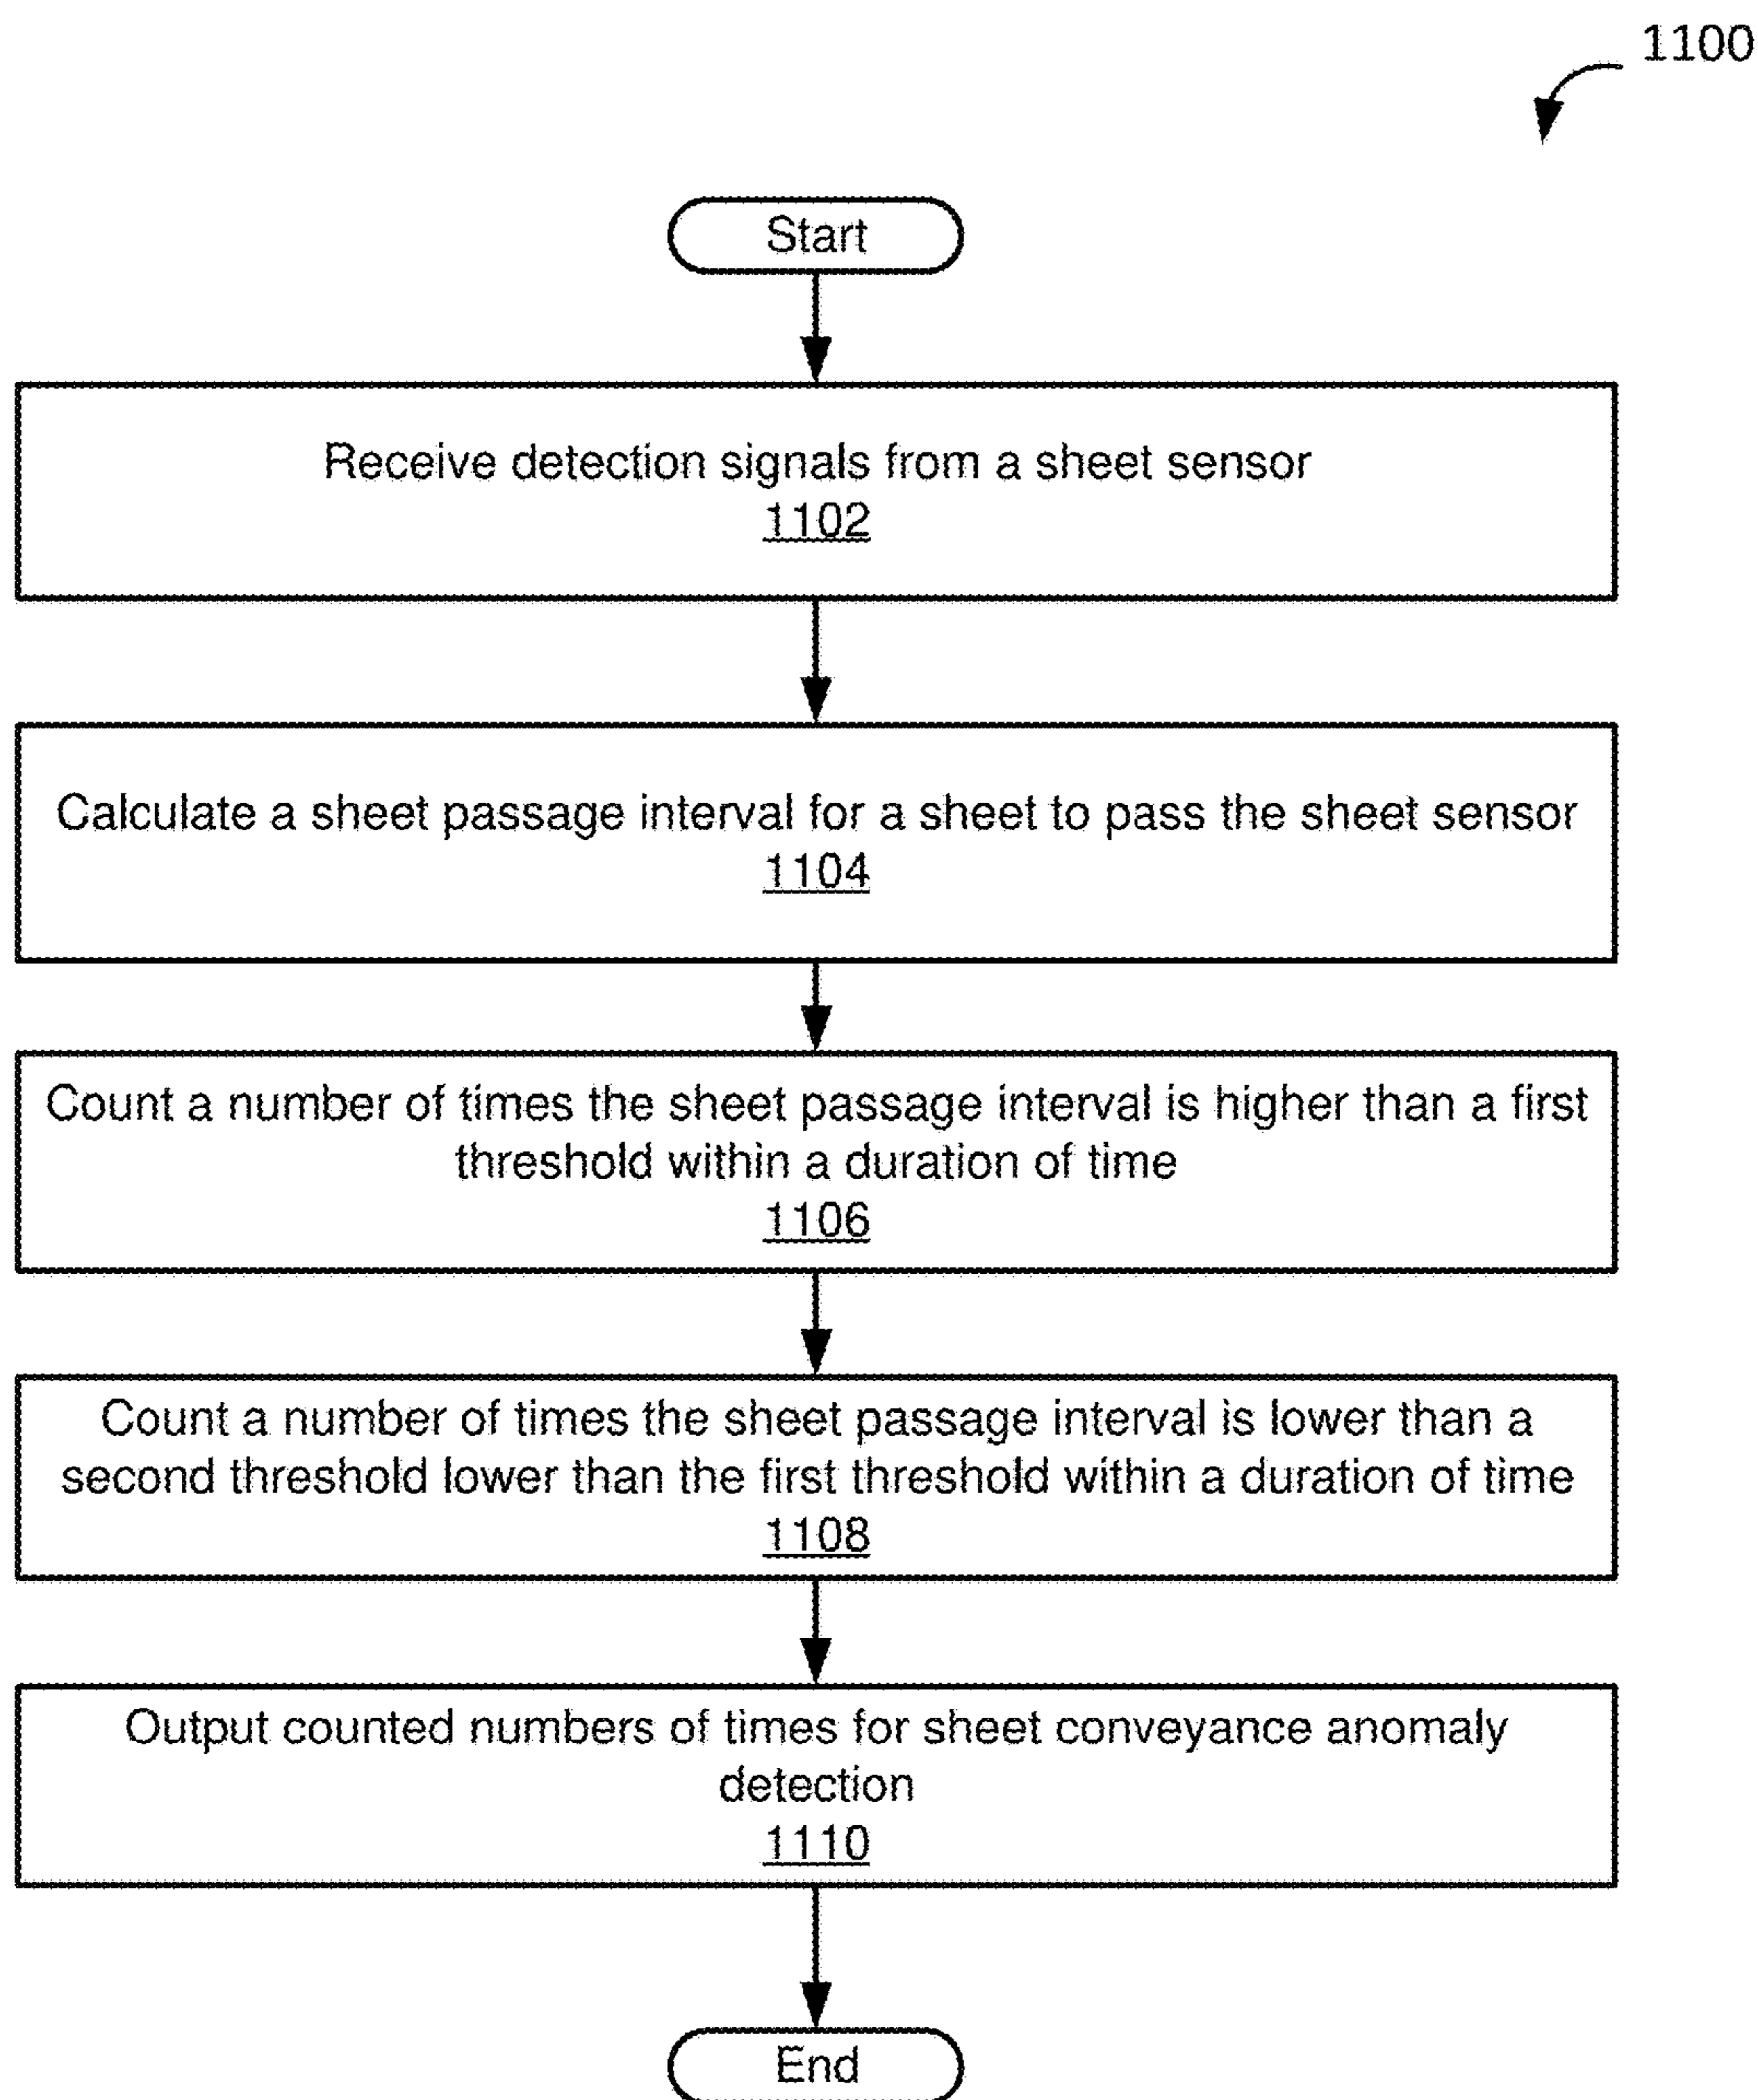 1100
Start
Receive detection signals from a sheet sensor
1102
Calculate a sheet passage interval for a sheet to pass the sheet sensor
1104
Count a number of times the sheet passage interval is higher than a first
threshold within a duration of time
1106
Count a number of times the sheet passage interval is lower than a
second threshold lower than the first threshold within a duration of time
1108
Output counted numbers of times for sheet conveyance anomaly
detection
1110
End